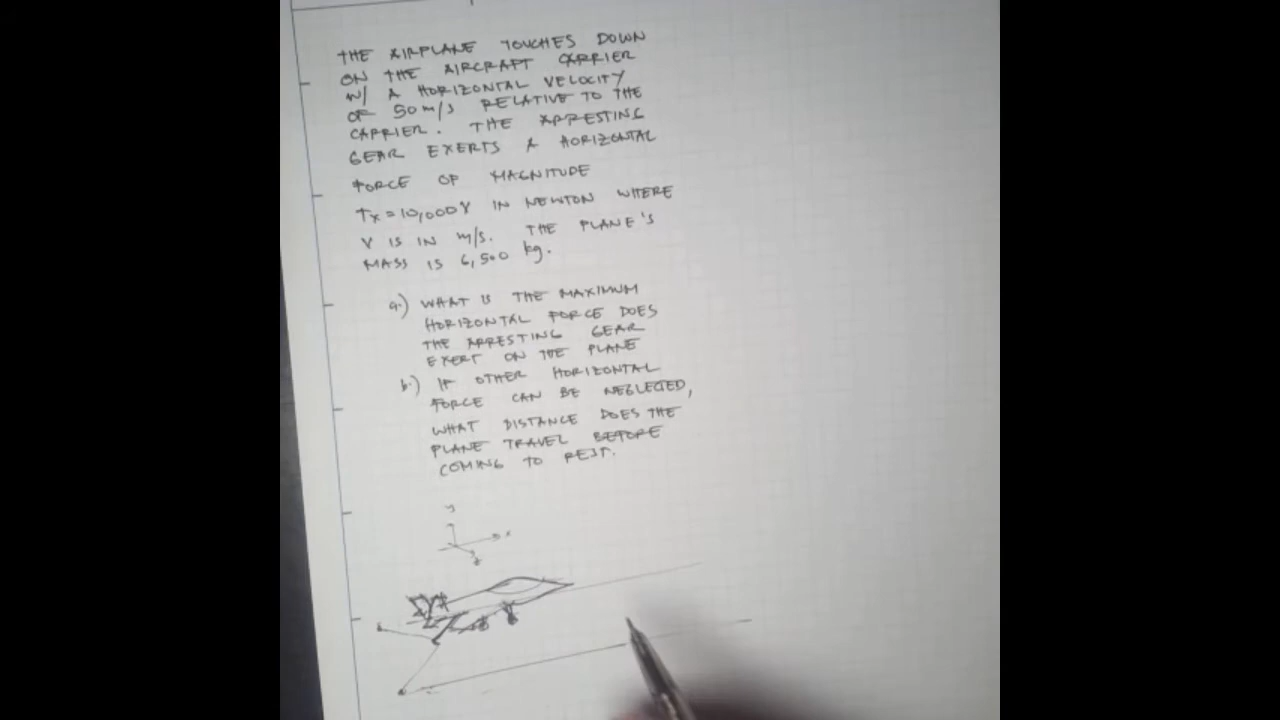 THE AIRPLANE TOUCHES DOWN
ON THE AIRCRAFT CARRIER
W/ A HORIZONTAL VELOCITY
OF 50 m/s RELATIVE TO THE
CARRIER. THE ARRESTING
GEAR EXERTS A HORIZONTAL
FORCE OF MAGNITUDE
Tx = 10,000V IN NEWTON WHERE
V IS IN m/s. THE PLANE'S
MASS IS 6,500 kg.
a.) WHAT IS THE MAXIMUM
HORIZONTAL FORCE DOES
THE ARRESTING GEAR
EXERT ON THE PLANE
b.) IF OTHER HORIZONTAL
FORCE CAN BE NEGLECTED,
WHAT DISTANCE DOES THE
PLANE TRAVEL BEFORE
COMING TO REST.
y
x
z